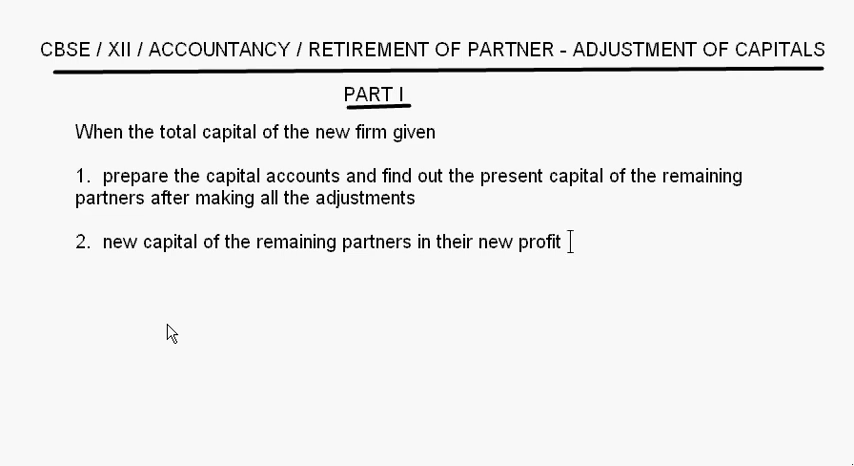 CBSE / XII / ACCOUNTANCY / RETIREMENT OF PARTNER - ADJUSTMENT OF CAPITALS
PART I
When the total capital of the new firm given
1. prepare the capital accounts and find out the present capital of the remaining
partners after making all the adjustments
2. new capital of the remaining partners in their new profit